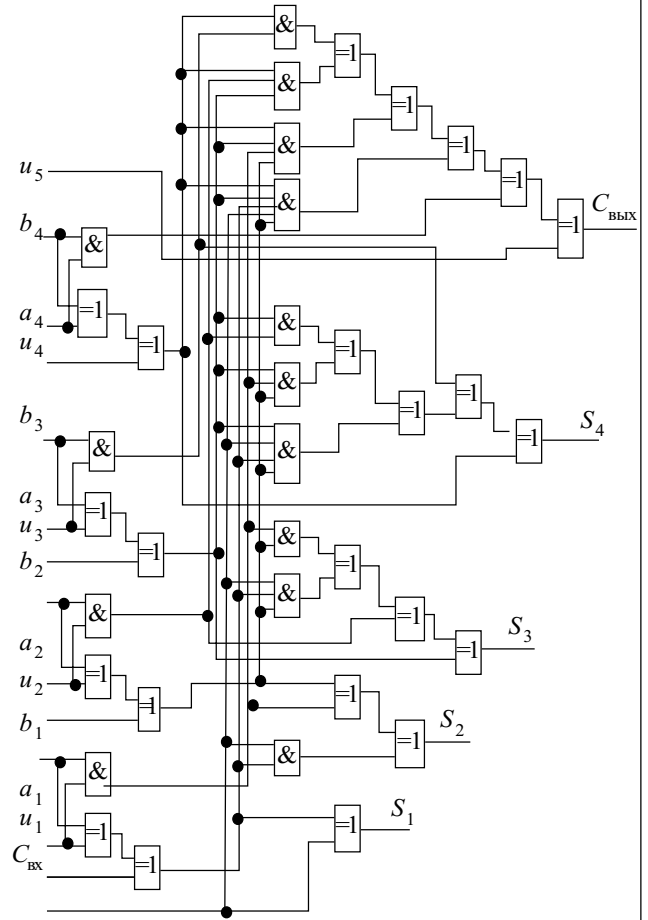 &
=1
&
=1
&
=1
u5
&
=1
=1
b4
&
=1
Cвых
a4
=1
u4
=1
&
=1
b3
&
=1
&
=1
=1
S4
&
a3
=1
u3
=1
&
=1
b2
&
&
=1
=1
S3
a2
u2
=1
=1
b1
=1
S2
&
&
=1
a1
u1
=1
=1
S1
Cвх
=1